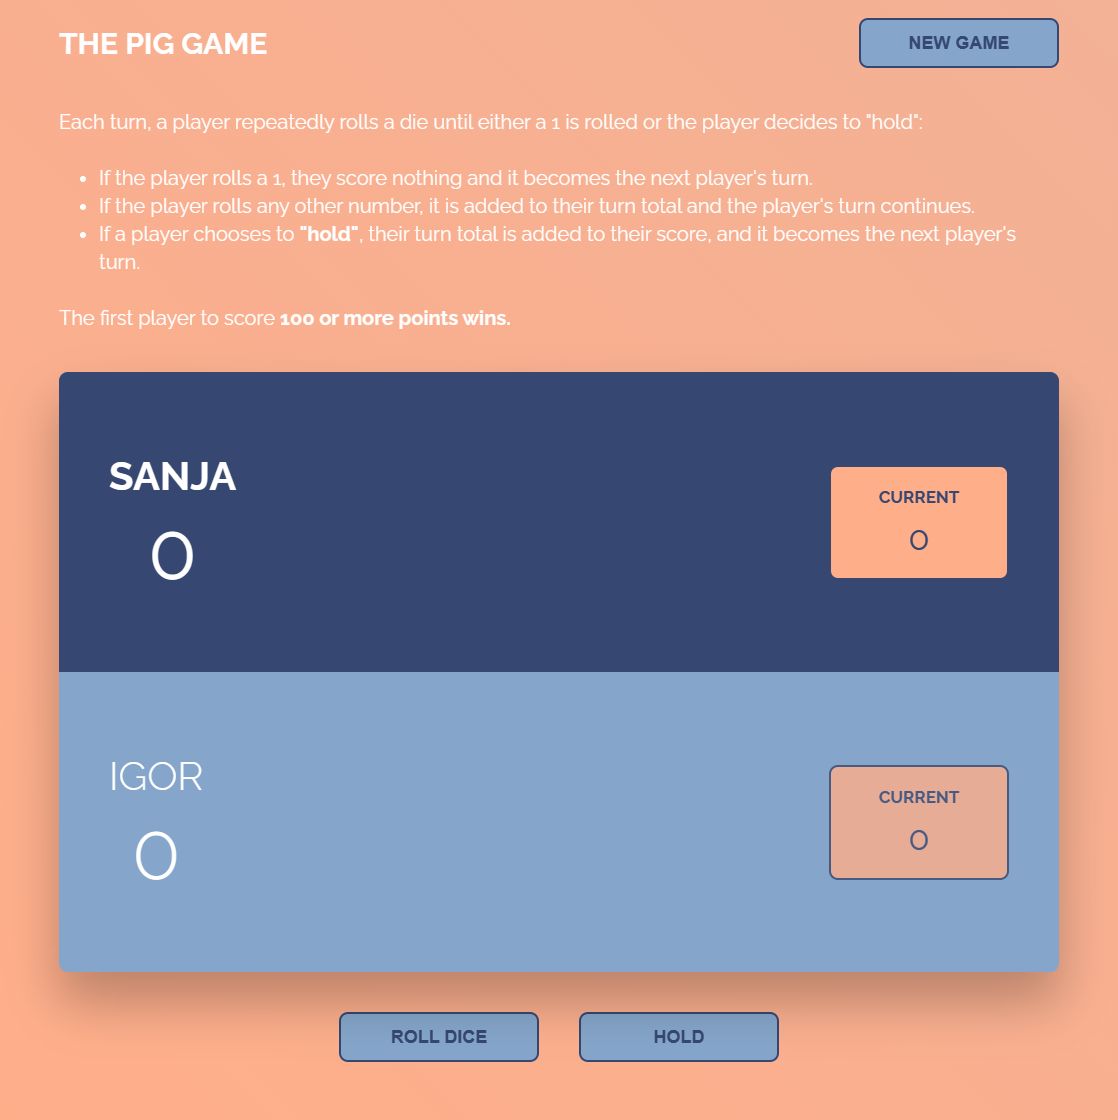 THE PIG GAME
NEW GAME
Each turn, a player repeatedly rolls a die until either a 1 is rolled or the player decides to "hold":
• If the player rolls a 1, they score nothing and it becomes the next player's turn.
• If the player rolls any other number, it is added to their turn total and the player's turn continues.
• If a player chooses to "hold", their turn total is added to their score, and it becomes the next player's
turn.
The first player to score 100 or more points wins.
SANJA
0
CURRENT
0
IGOR
0
CURRENT
0
ROLL DICE
HOLD